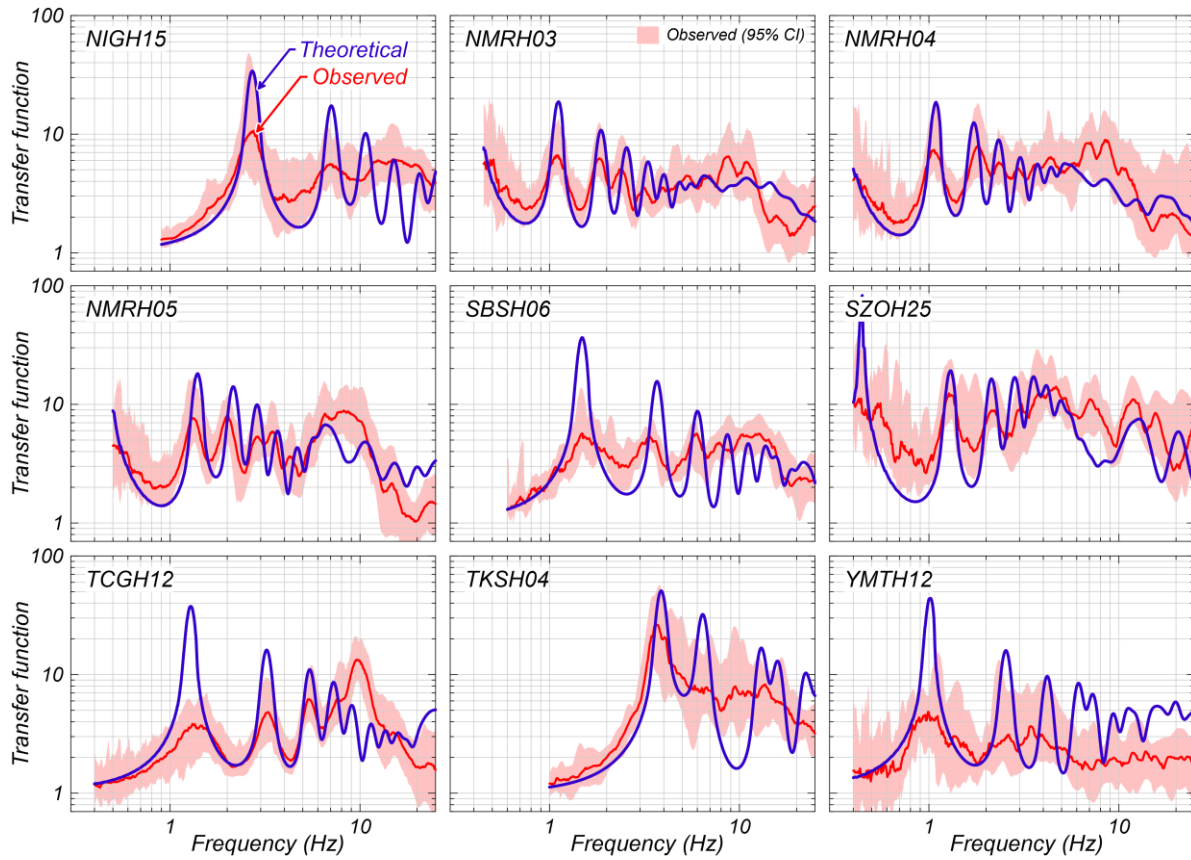 100
10
1
Transfer function
NIGH15
Theoretical
Observed
NMRH03
Observed (95% CI)
NMRH04
100
10
1
Transfer function
NMRH05
SBSH06
SZOH25
100
10
1
Transfer function
TCGH12
TKSH04
YMTH12
1 10
1 10
1 10
Frequency (Hz)
Frequency (Hz)
Frequency (Hz)